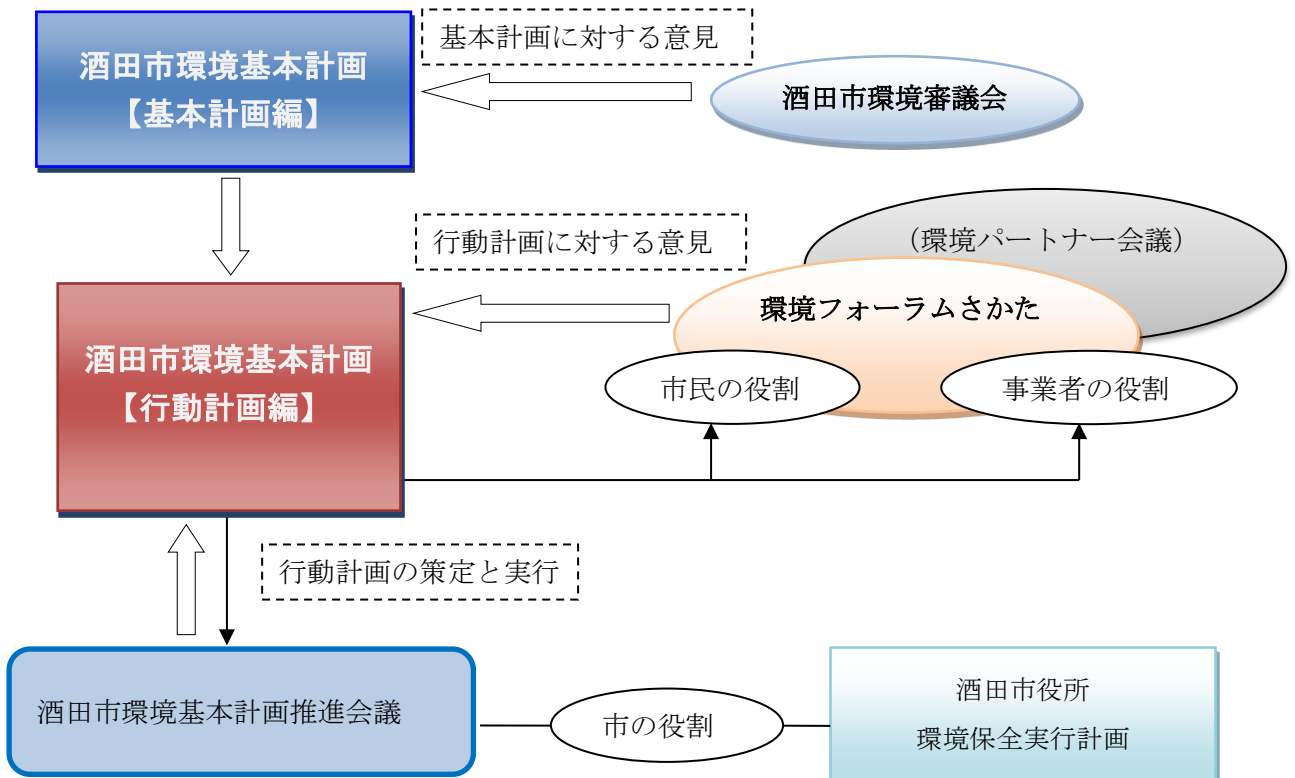 酒田市環境基本計画
【基本計画編】
基本計画に対する意見
酒田市環境審議会
行動計画に対する意見
（環境パートナー会議）
環境フォーラムさかた
市民の役割
事業者の役割
酒田市環境基本計画
【行動計画編】
行動計画の策定と実行
酒田市環境基本計画推進会議
市の役割
酒田市役所
環境保全実行計画